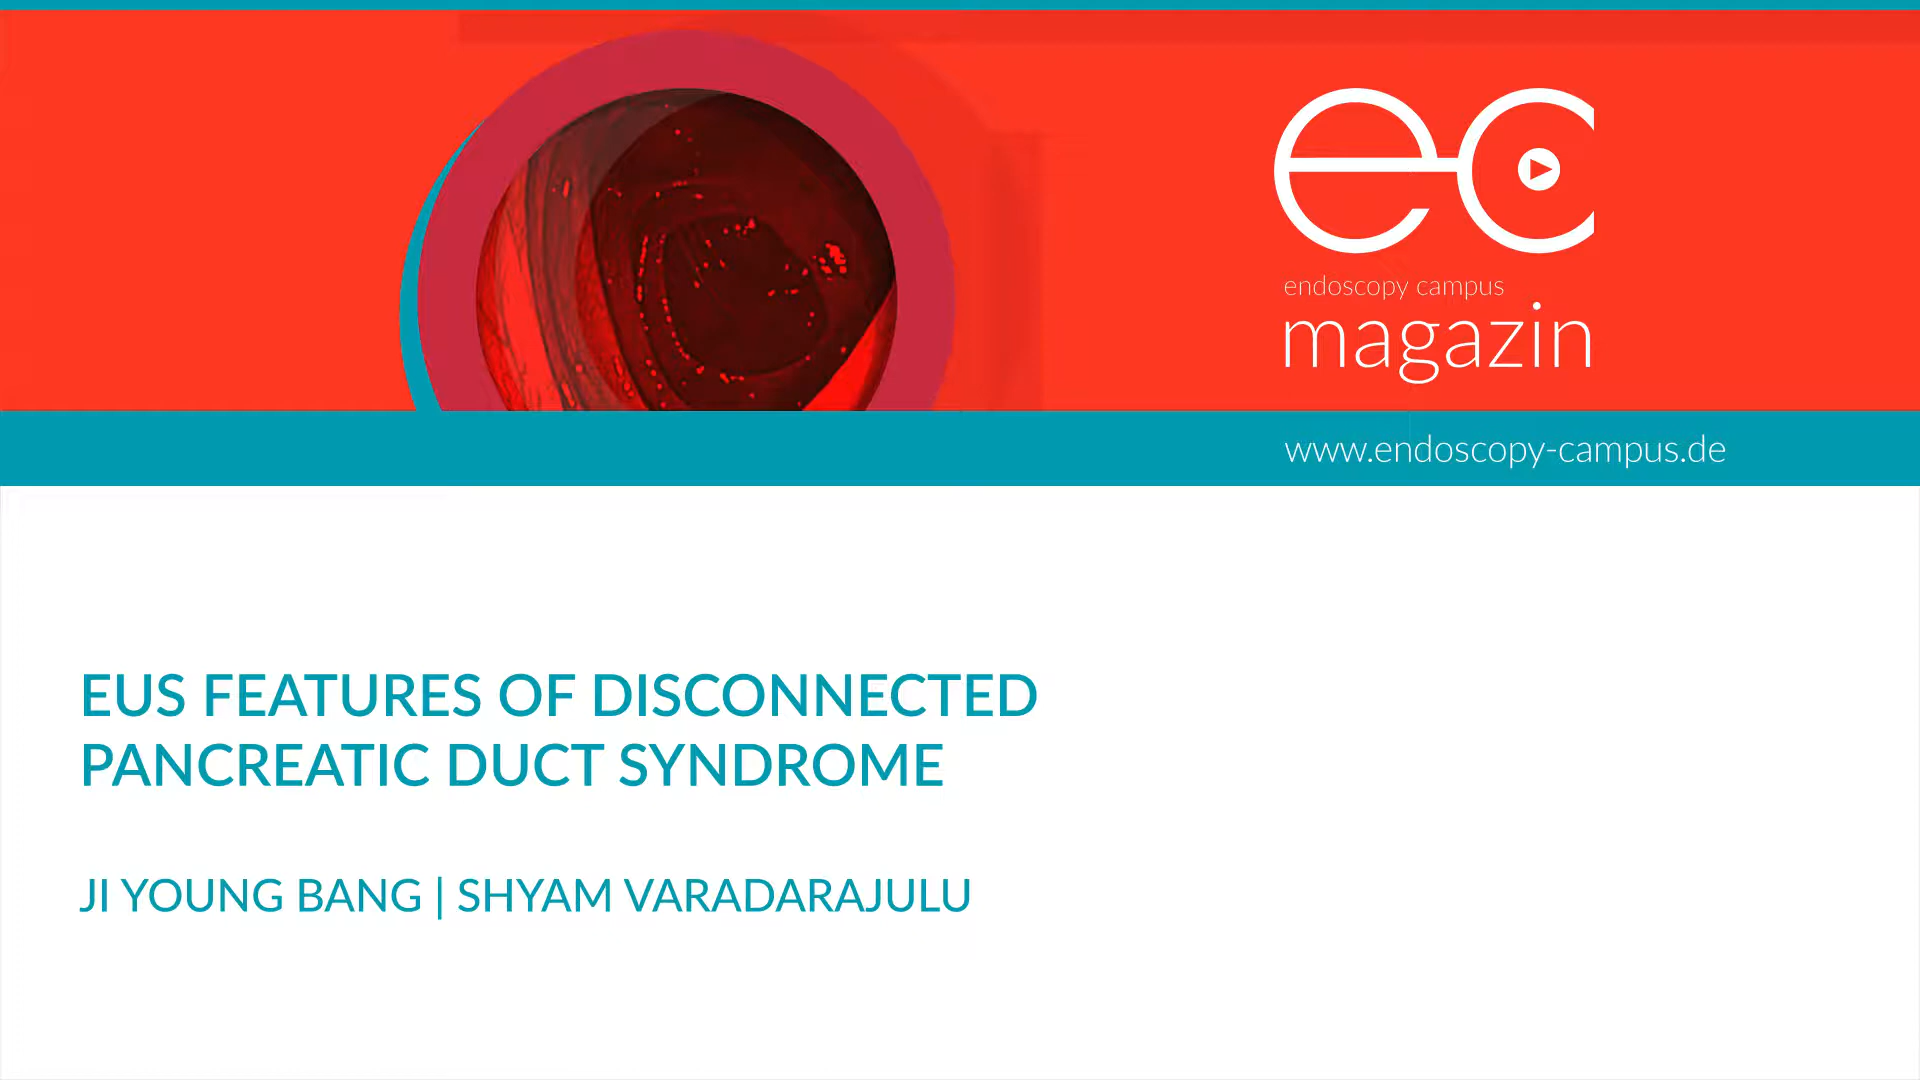 ec
endoscopy campus
magazin
www.endoscopy-campus.de
EUS FEATURES OF DISCONNECTED
PANCREATIC DUCT SYNDROME
JI YOUNG BANG | SHYAM VARADARAJULU